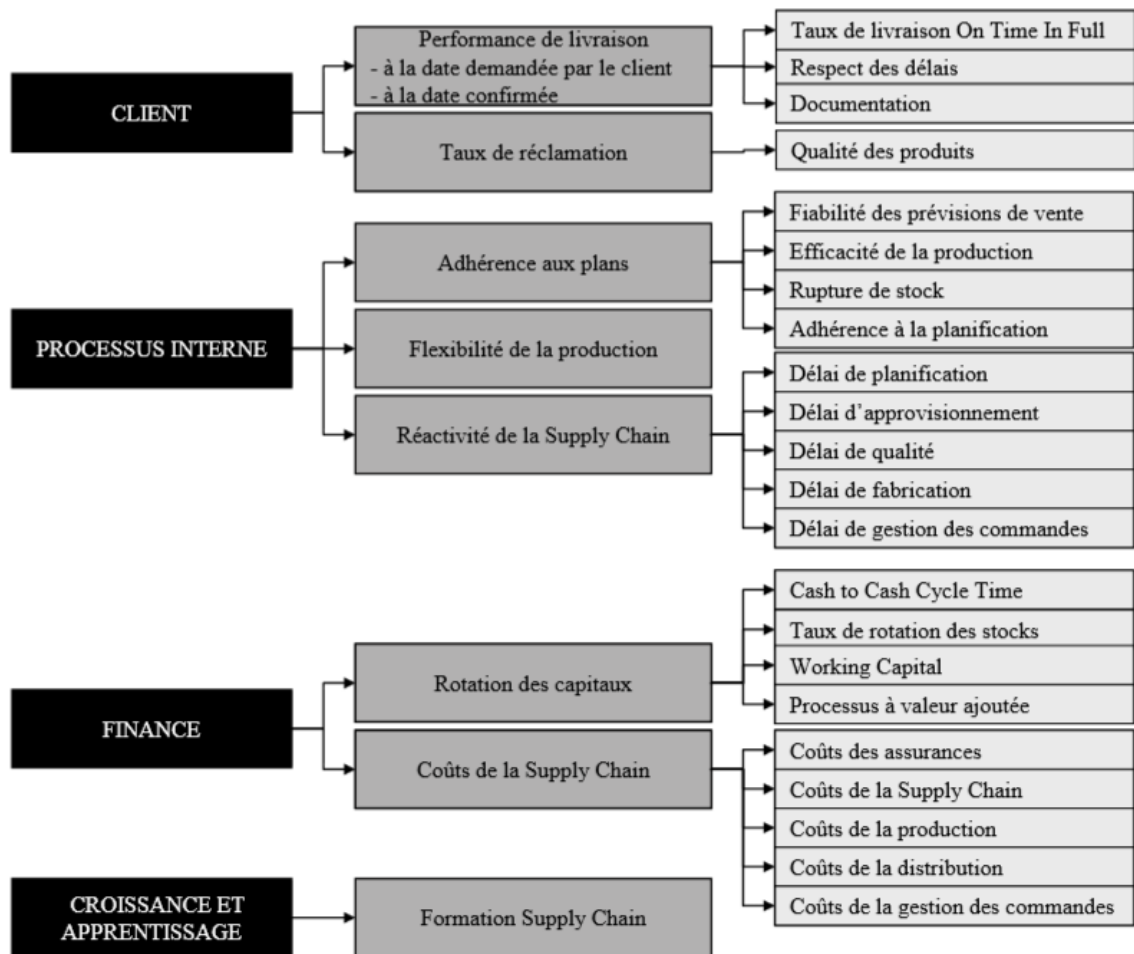 CLIENT
Performance de livraison
- à la date demandée par le client
- à la date confirmée
Taux de livraison On Time In Full
Respect des délais
Documentation
Taux de réclamation
Qualité des produits
PROCESSUS INTERNE
Adhérence aux plans
Fiabilité des prévisions de vente
Efficacité de la production
Rupture de stock
Adhérence à la planification
Flexibilité de la production
Réactivité de la Supply Chain
Délai de planification
Délai d’approvisionnement
Délai de qualité
Délai de fabrication
Délai de gestion des commandes
FINANCE
Rotation des capitaux
Cash to Cash Cycle Time
Taux de rotation des stocks
Working Capital
Processus à valeur ajoutée
Coûts de la Supply Chain
Coûts des assurances
Coûts de la Supply Chain
Coûts de la production
Coûts de la distribution
Coûts de la gestion des commandes
CROISSANCE ET
APPRENTISSAGE
Formation Supply Chain